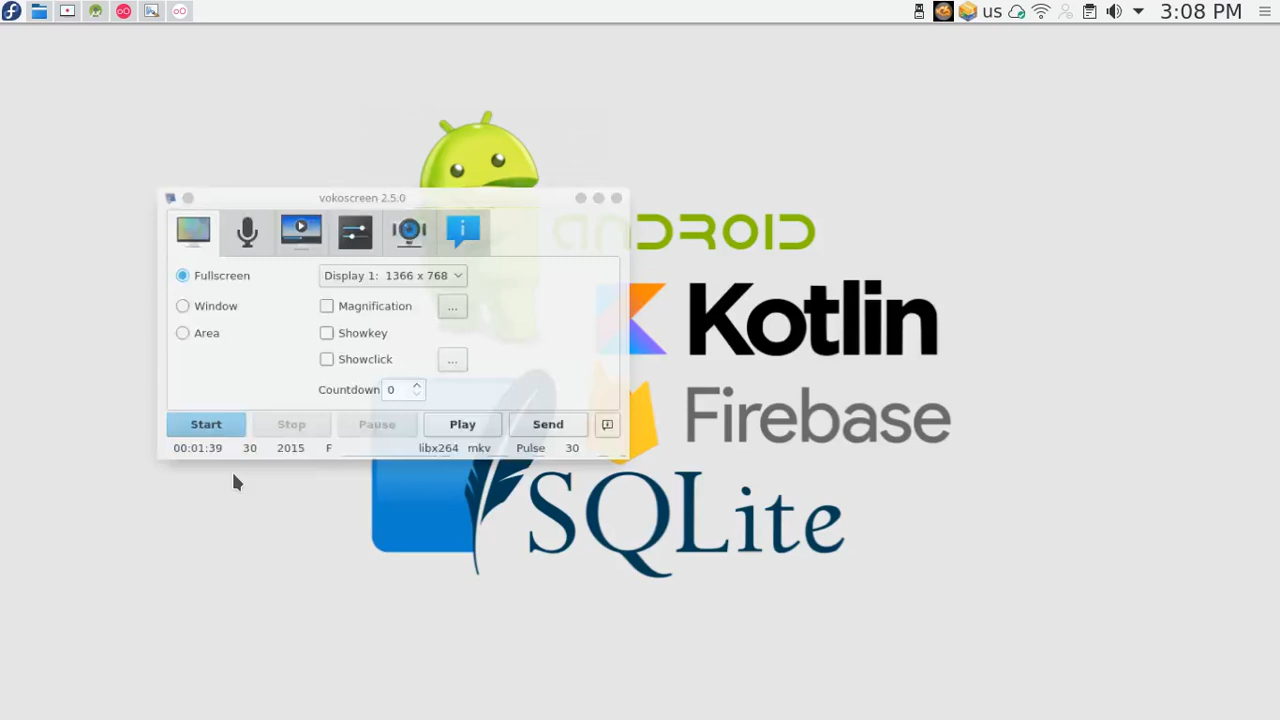 us 3:08 PM
vokoscreen 2.5.0
ANDROID
Fullscreen Display 1: 1366 x 768
Window Magnification ...
Kotlin
Area Showkey
Showclick ...
Countdown 0
Firebase
Start Stop Pause Play Send
00:01:39 30 2015 F libx264 mkv Pulse 30
SQLite